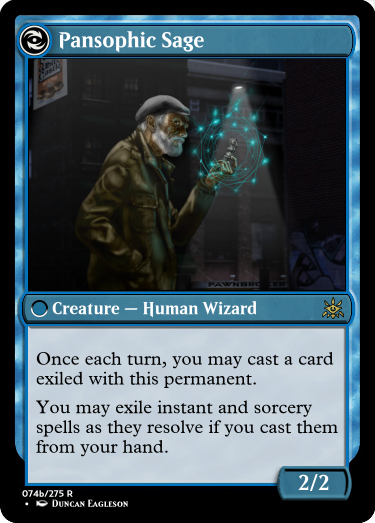 Pansophic Sage
PAWNBROKER
Creature — Human Wizard
Once each turn, you may cast a card
exiled with this permanent.
You may exile instant and sorcery
spells as they resolve if you cast them
from your hand.
2/2
074b/275 R
• Duncan Eagleson